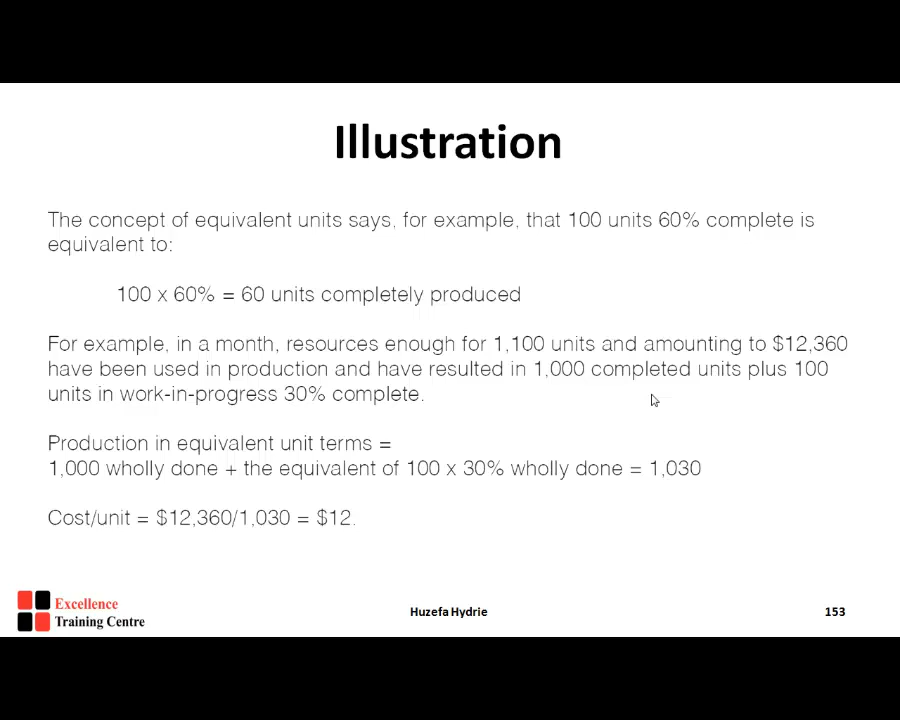 Illustration
The concept of equivalent units says, for example, that 100 units 60% complete is
equivalent to:
100 x 60% = 60 units completely produced
For example, in a month, resources enough for 1,100 units and amounting to $12,360
have been used in production and have resulted in 1,000 completed units plus 100
units in work-in-progress 30% complete.
Production in equivalent unit terms =
1,000 wholly done + the equivalent of 100 x 30% wholly done = 1,030
Cost/unit = $12,360/1,030 = $12.
Excellence
Training Centre
Huzefa Hydrie
153